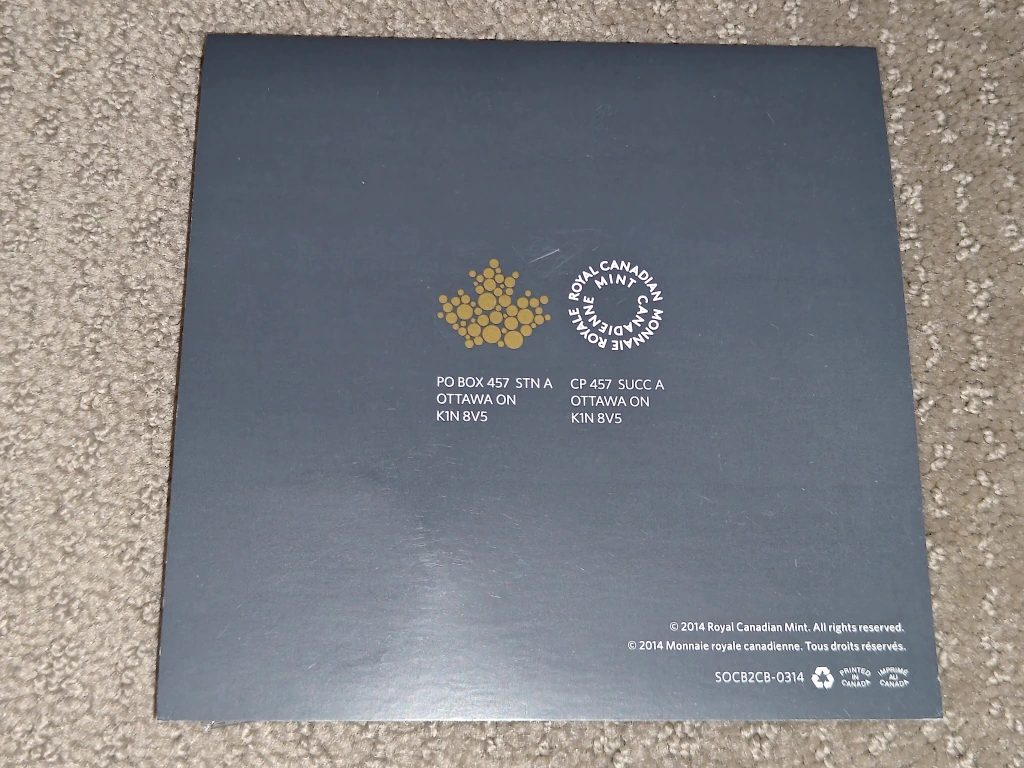 ROYAL CANADIAN MINT
MONNAIE ROYALE CANADIENNE
PO BOX 457 STN A
OTTAWA ON
K1N 8V5
CP 457 SUCC A
OTTAWA ON
K1N 8V5
© 2014 Royal Canadian Mint. All rights reserved.
© 2014 Monnaie royale canadienne. Tous droits réservés.
SOCB2CB-0314
PRINTED
IN
CANADA
IMPRIMÉ
AU
CANADA